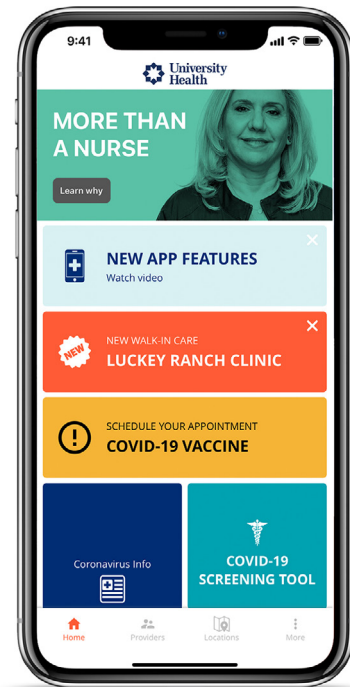 9:41
University
Health
MORE THAN
A NURSE
Learn why
NEW APP FEATURES
Watch video
NEW
NEW WALK-IN CARE
LUCKEY RANCH CLINIC
SCHEDULE YOUR APPOINTMENT
COVID-19 VACCINE
Coronavirus Info
COVID-19
SCREENING TOOL
Home
Providers
Locations
More